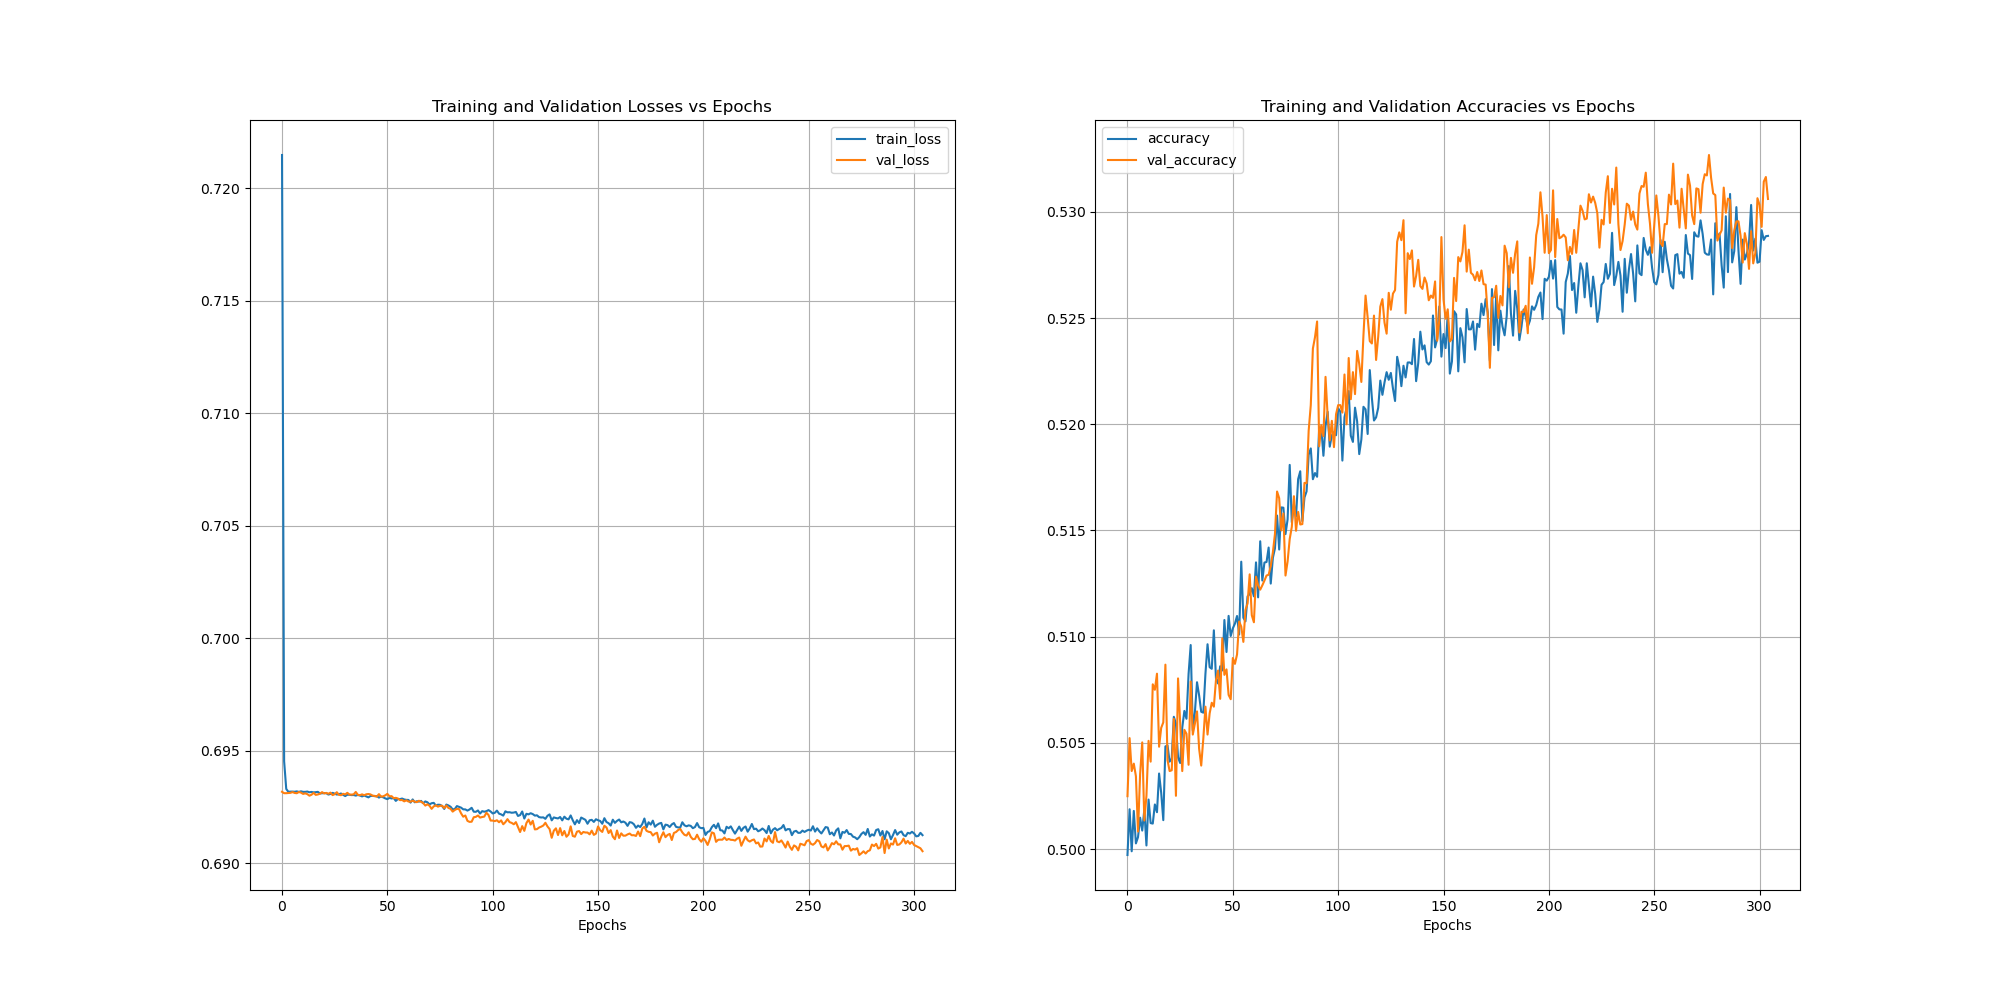 Training and Validation Losses vs Epochs
train_loss
val_loss
0.720
0.715
0.710
0.705
0.700
0.695
0.690
0 50 100 150 200 250 300
Epochs
Training and Validation Accuracies vs Epochs
accuracy
val_accuracy
0.530
0.525
0.520
0.515
0.510
0.505
0.500
0 50 100 150 200 250 300
Epochs